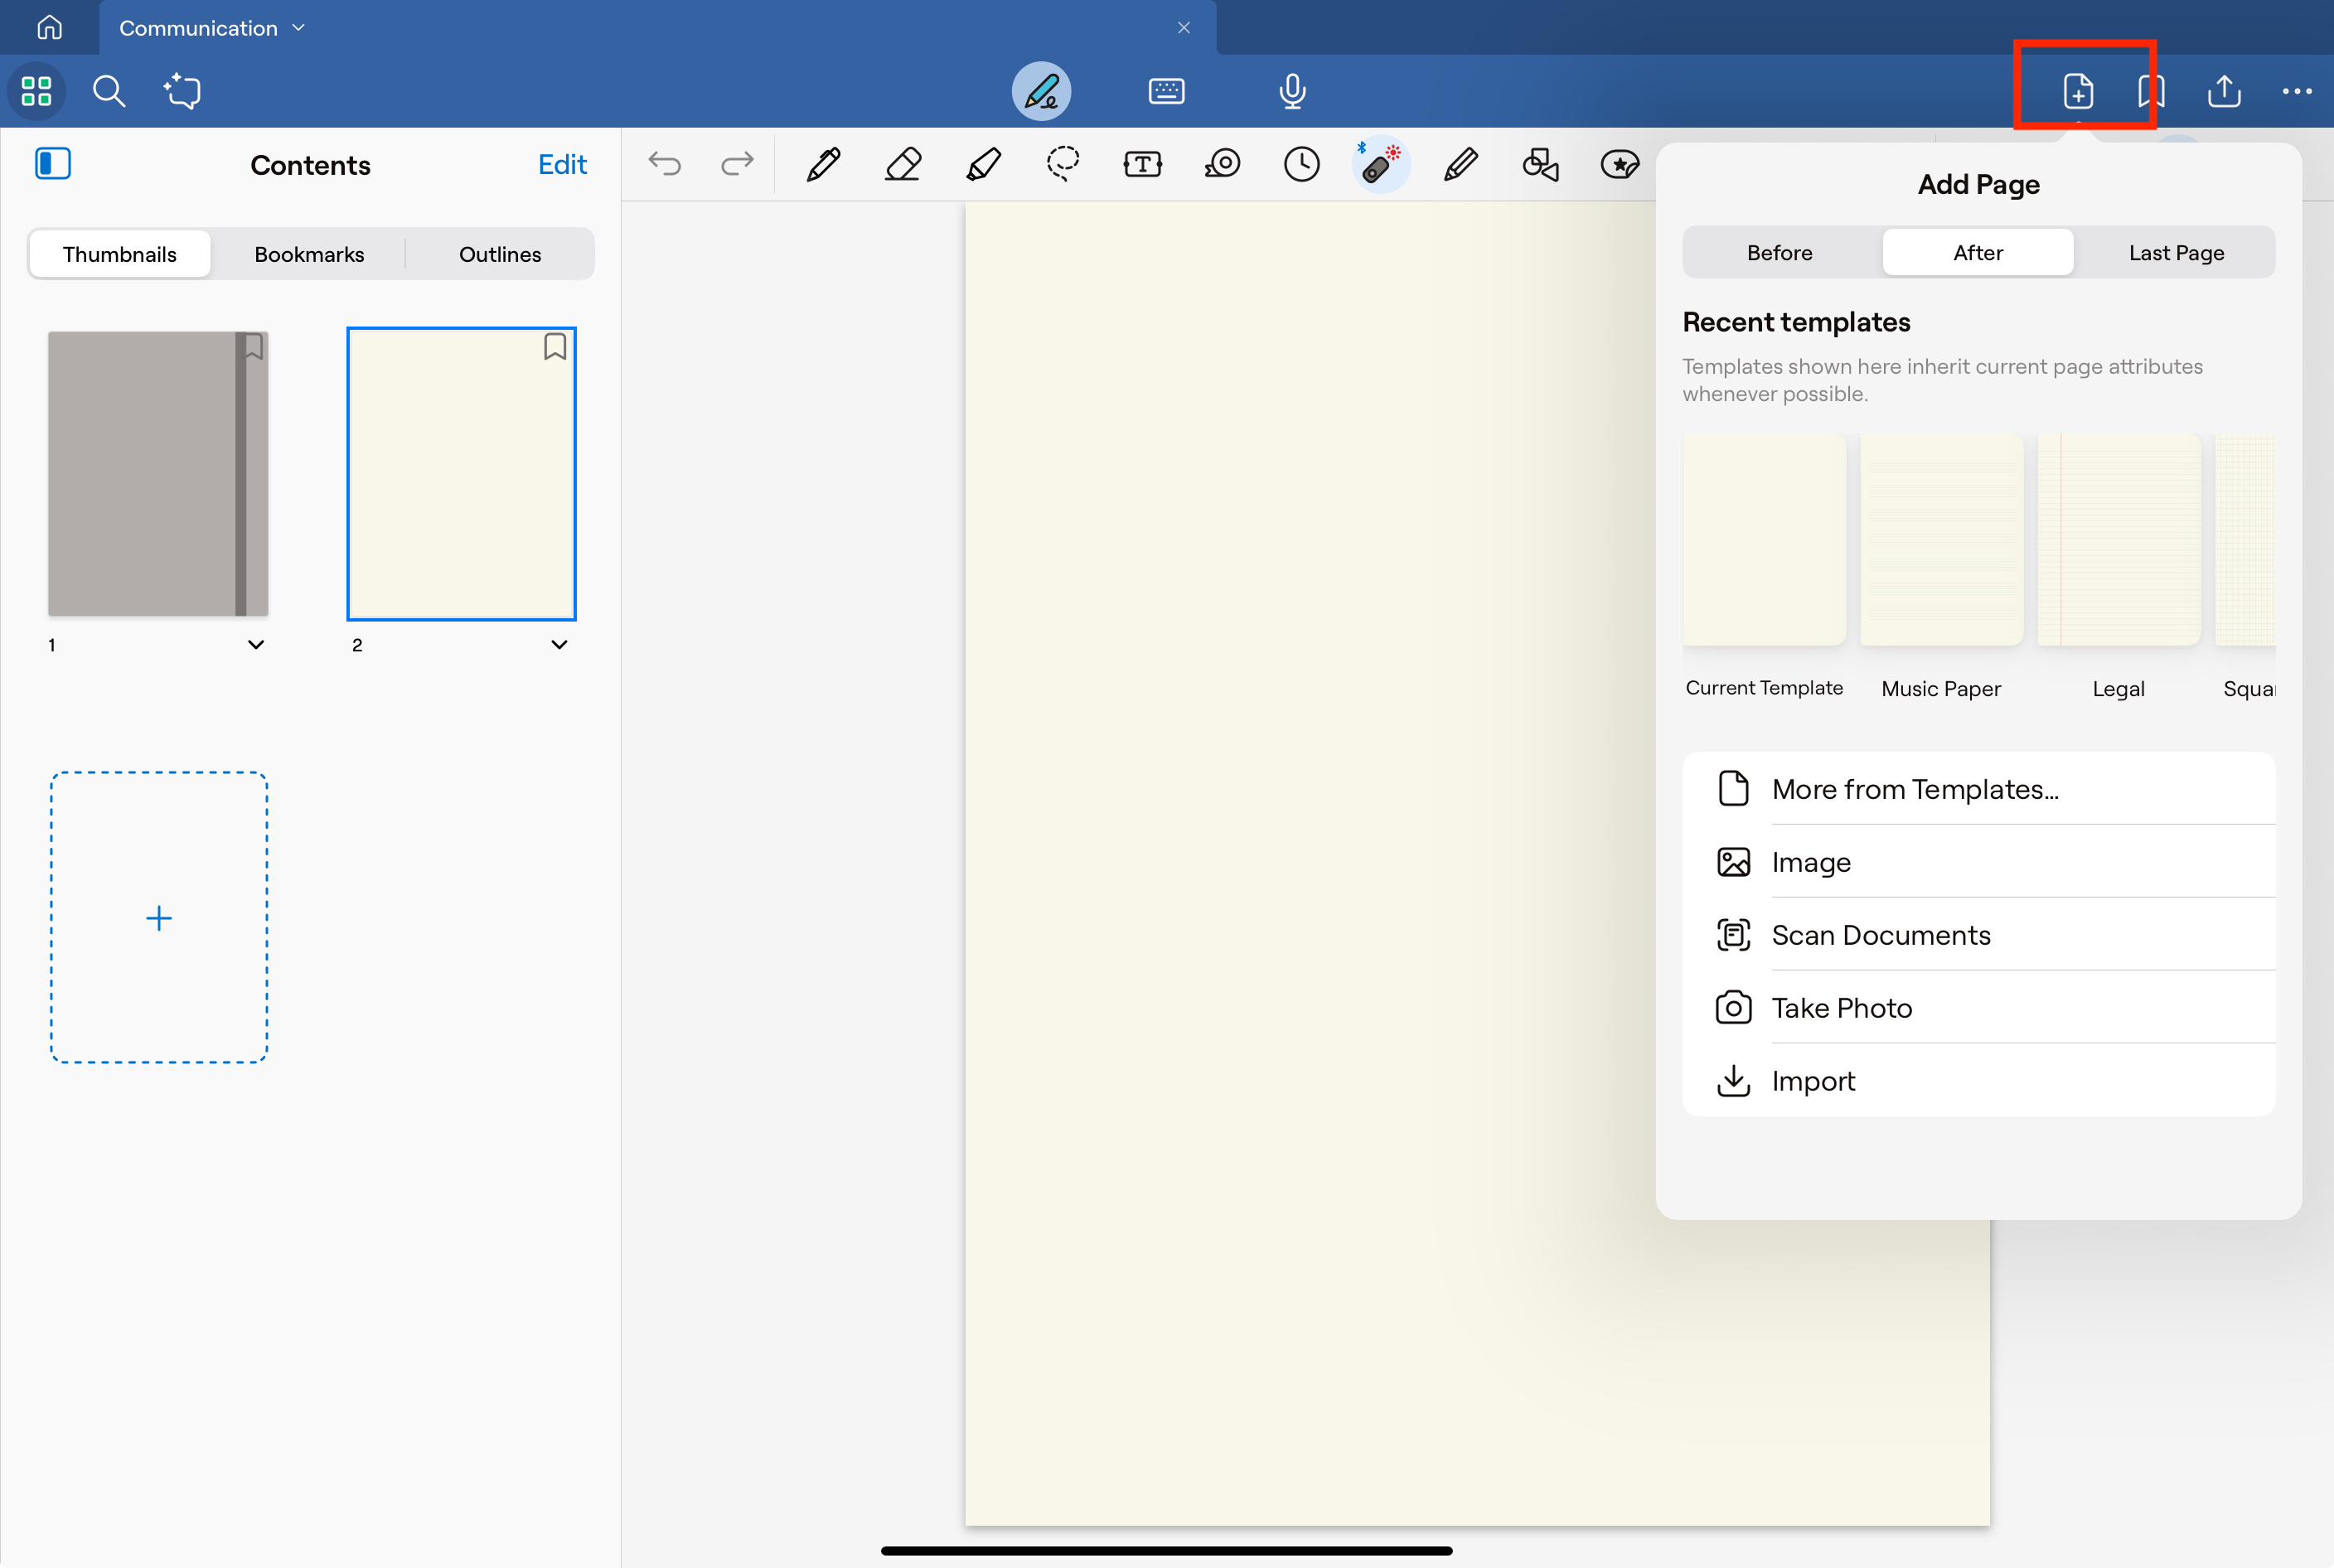 Communication
Contents
Edit
Thumbnails
Bookmarks
Outlines
1
2
Add Page
Before
After
Last Page
Recent templates
Templates shown here inherit current page attributes
whenever possible.
Current Template
Music Paper
Legal
Squa
More from Templates...
Image
Scan Documents
Take Photo
Import